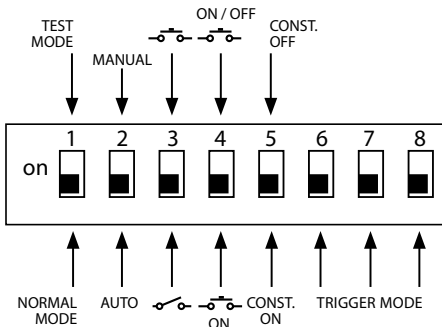 ON / OFF
TEST
MODE
CONST.
OFF
MANUAL
1 2 3 4 5 6 7 8
on
NORMAL
MODE
AUTO
ON
CONST.
ON
TRIGGER MODE